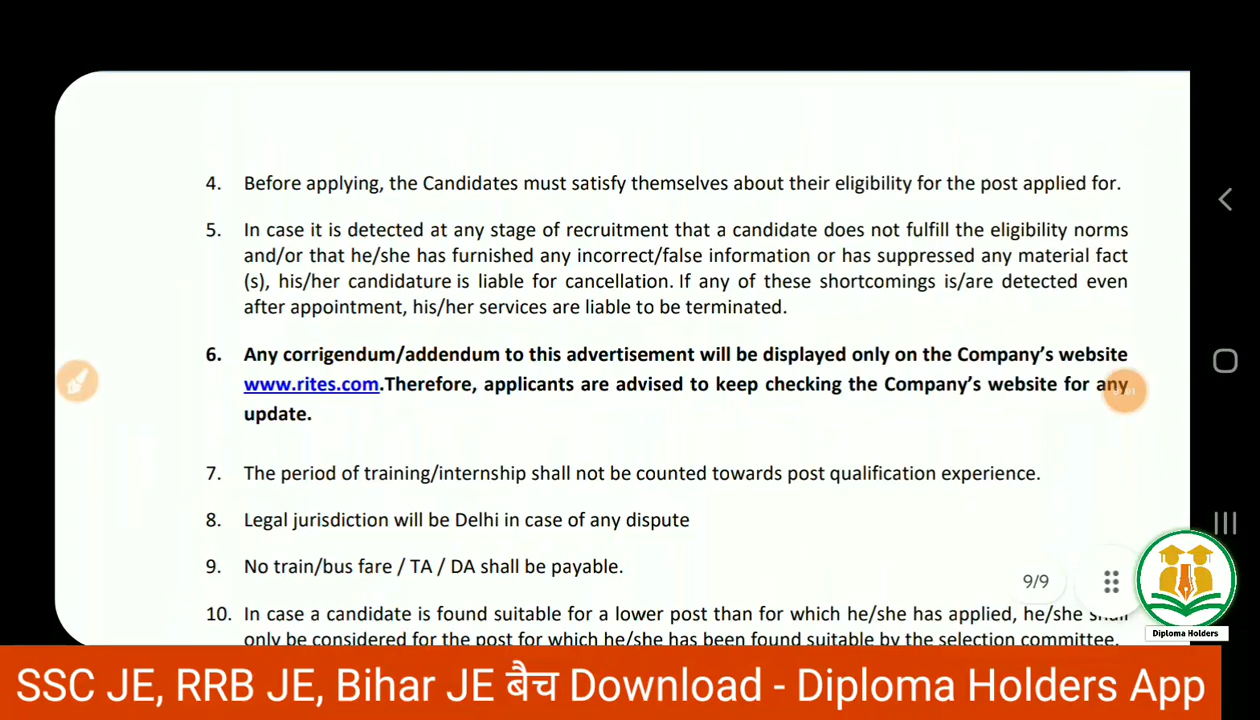 4. Before applying, the Candidates must satisfy themselves about their eligibility for the post applied for.
5. In case it is detected at any stage of recruitment that a candidate does not fulfill the eligibility norms
and/or that he/she has furnished any incorrect/false information or has suppressed any material fact
(s), his/her candidature is liable for cancellation. If any of these shortcomings is/are detected even
after appointment, his/her services are liable to be terminated.
6. Any corrigendum/addendum to this advertisement will be displayed only on the Company's website
www.rites.com.Therefore, applicants are advised to keep checking the Company's website for any
update.
7. The period of training/internship shall not be counted towards post qualification experience.
8. Legal jurisdiction will be Delhi in case of any dispute
9. No train/bus fare / TA / DA shall be payable.
9/9
10. In case a candidate is found suitable for a lower post than for which he/she has applied, he/she shall
only be considered for the post for which he/she has been found suitable by the selection committee.
Diploma Holders
SSC JE, RRB JE, Bihar JE बैच Download - Diploma Holders App